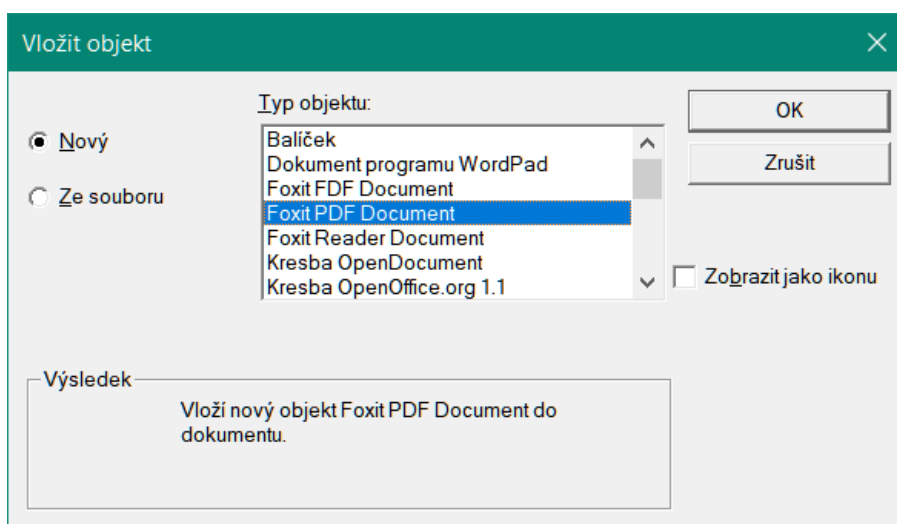 Vložit objekt
Typ objektu:
Nový
Ze souboru
Balíček
Dokument programu WordPad
Foxit FDF Document
Foxit PDF Document
Foxit Reader Document
Kresba OpenDocument
Kresba OpenOffice.org 1.1
OK
Zrušit
Zobrazit jako ikonu
Výsledek
Vloží nový objekt Foxit PDF Document do
dokumentu.